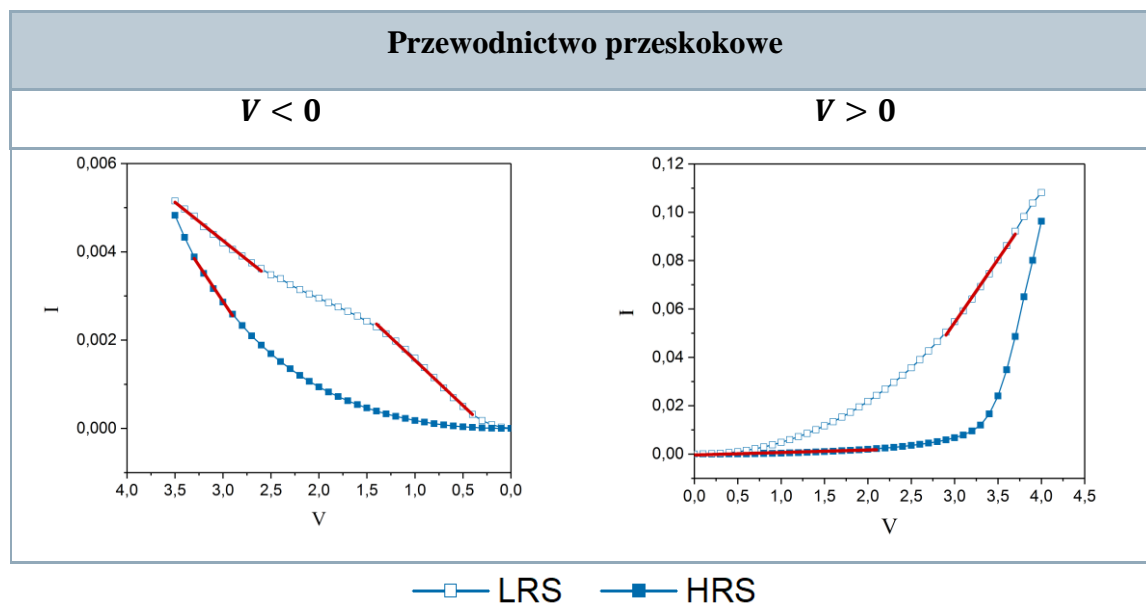 Przewodnictwo przeskokowe
V < 0 V > 0
0,006
0,004
0,002
0,000
I
4,0 3,5 3,0 2,5 2,0 1,5 1,0 0,5 0,0
V
0,12
0,10
0,08
0,06
0,04
0,02
0,00
I
0,0 0,5 1,0 1,5 2,0 2,5 3,0 3,5 4,0 4,5
V
LRS HRS